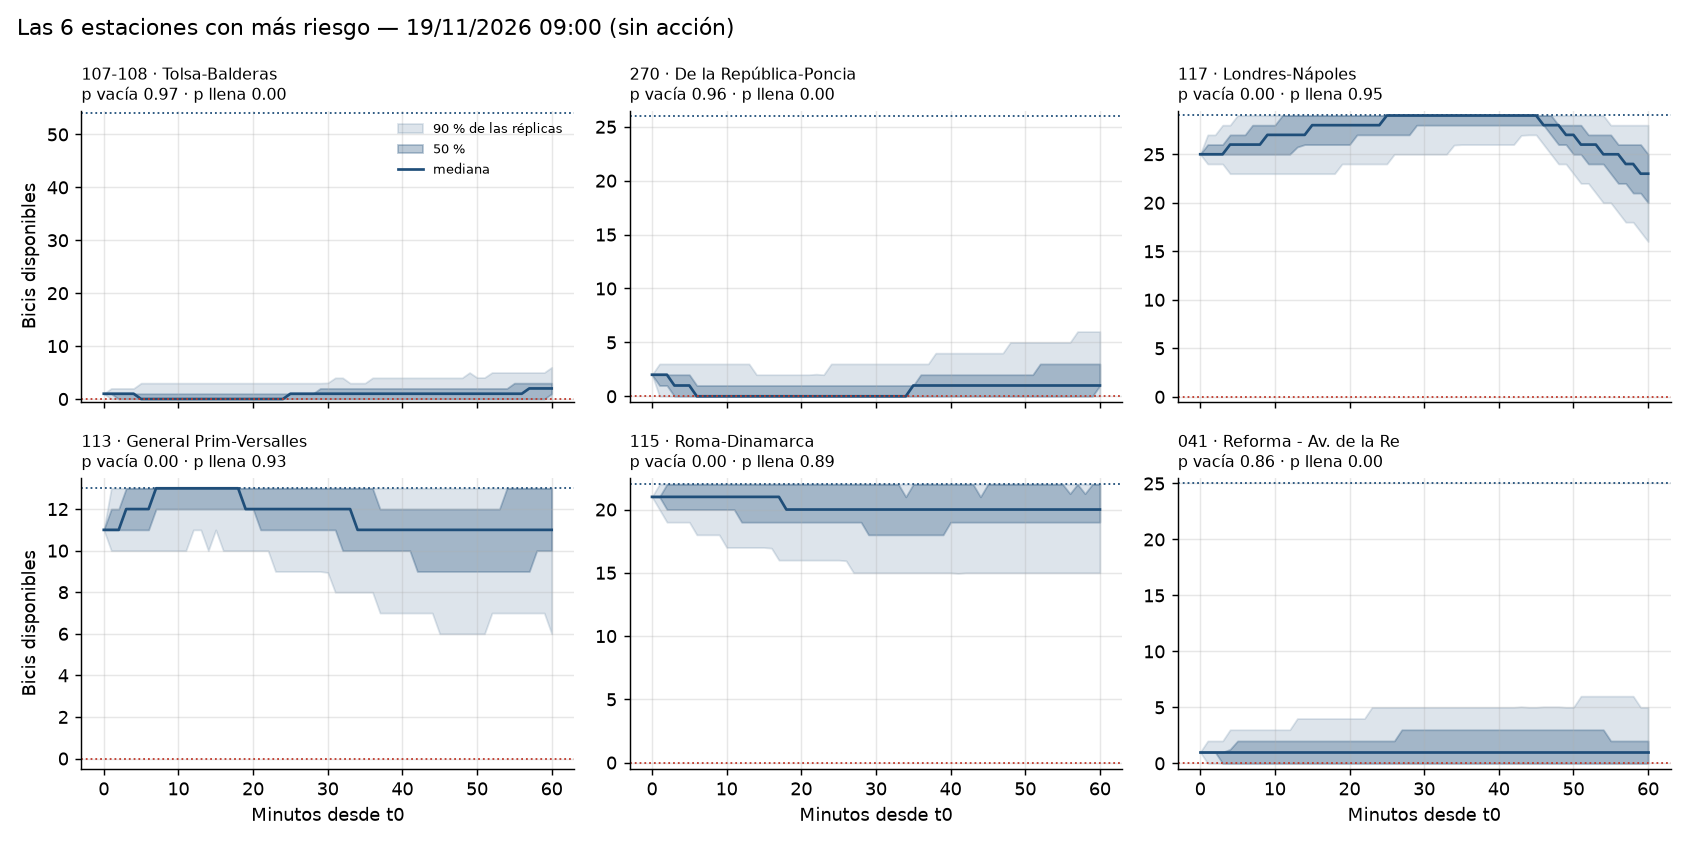 Las 6 estaciones con más riesgo — 19/11/2026 09:00 (sin acción)
107-108 · Tolsa-Balderas
p vacía 0.97 · p llena 0.00
90 % de las réplicas
50 %
mediana
Bicis disponibles
50
40
30
20
10
0
270 · De la República-Poncia
p vacía 0.96 · p llena 0.00
25
20
15
10
5
0
117 · Londres-Nápoles
p vacía 0.00 · p llena 0.95
25
20
15
10
5
0
113 · General Prim-Versalles
p vacía 0.00 · p llena 0.93
Bicis disponibles
12
10
8
6
4
2
0
0 10 20 30 40 50 60
Minutos desde t0
115 · Roma-Dinamarca
p vacía 0.00 · p llena 0.89
20
15
10
5
0
0 10 20 30 40 50 60
Minutos desde t0
041 · Reforma - Av. de la Re
p vacía 0.86 · p llena 0.00
25
20
15
10
5
0
0 10 20 30 40 50 60
Minutos desde t0